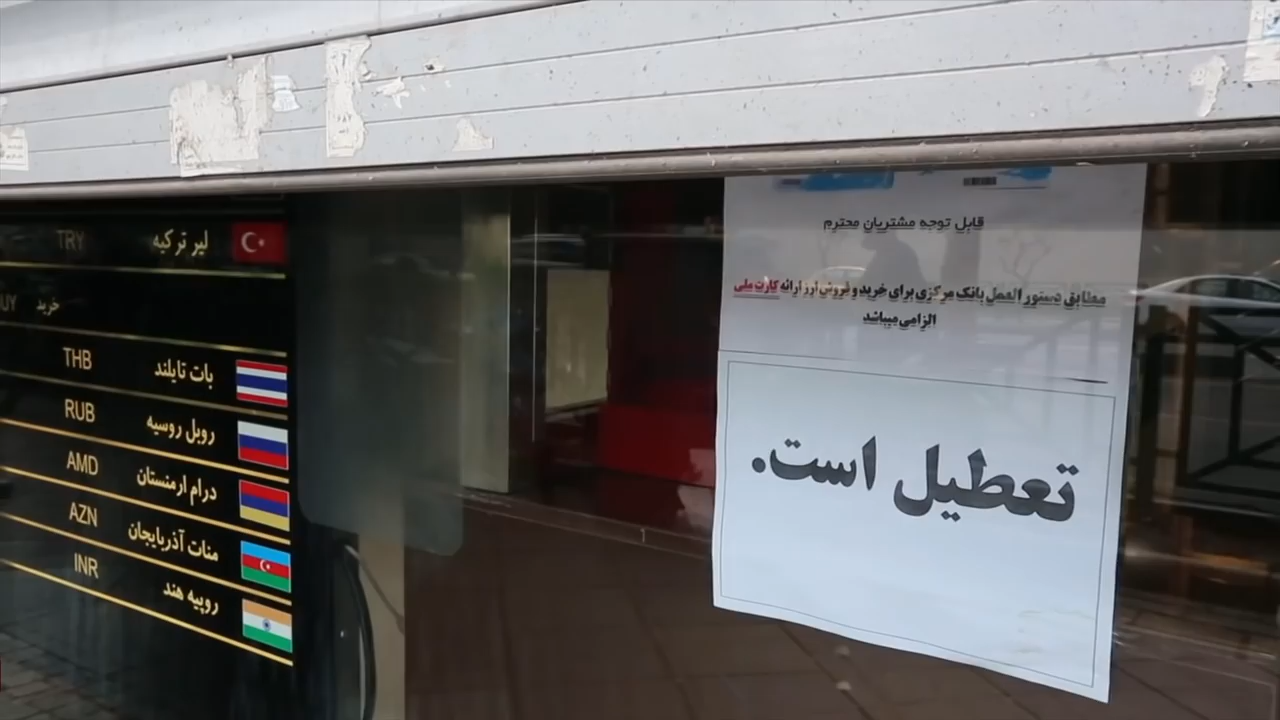 لیر ترکیه TRY
خرید UY
بات تایلند THB
روبل روسیه RUB
درام ارمنستان AMD
منات آذربایجان AZN
روپیه هند INR
قابل توجه مشتریان محترم
مطابق دستور العمل بانک مرکزی برای خرید و فروش ارز ارائه کارت ملی
الزامی میباشد
تعطیل است.